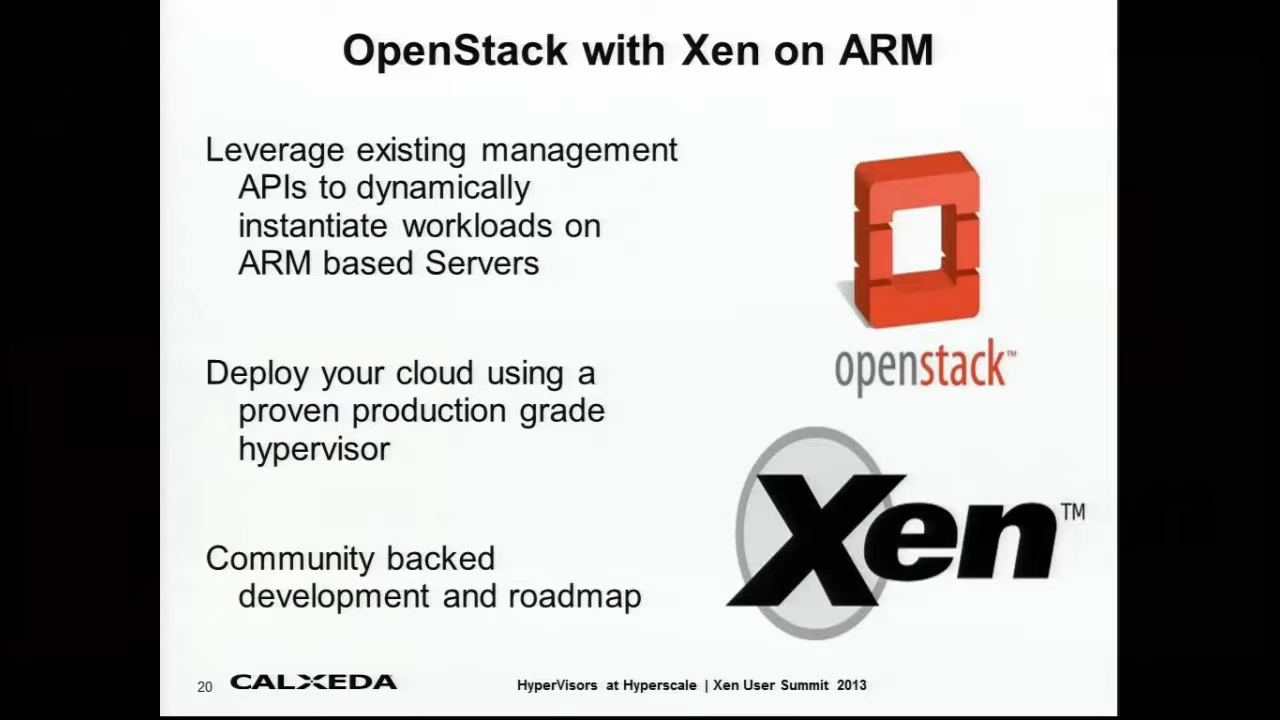 OpenStack with Xen on ARM
Leverage existing management
APIs to dynamically
instantiate workloads on
ARM based Servers
Deploy your cloud using a
proven production grade
hypervisor
Community backed
development and roadmap
openstack™
Xen™
20 CALXEDA HyperVisors at Hyperscale | Xen User Summit 2013